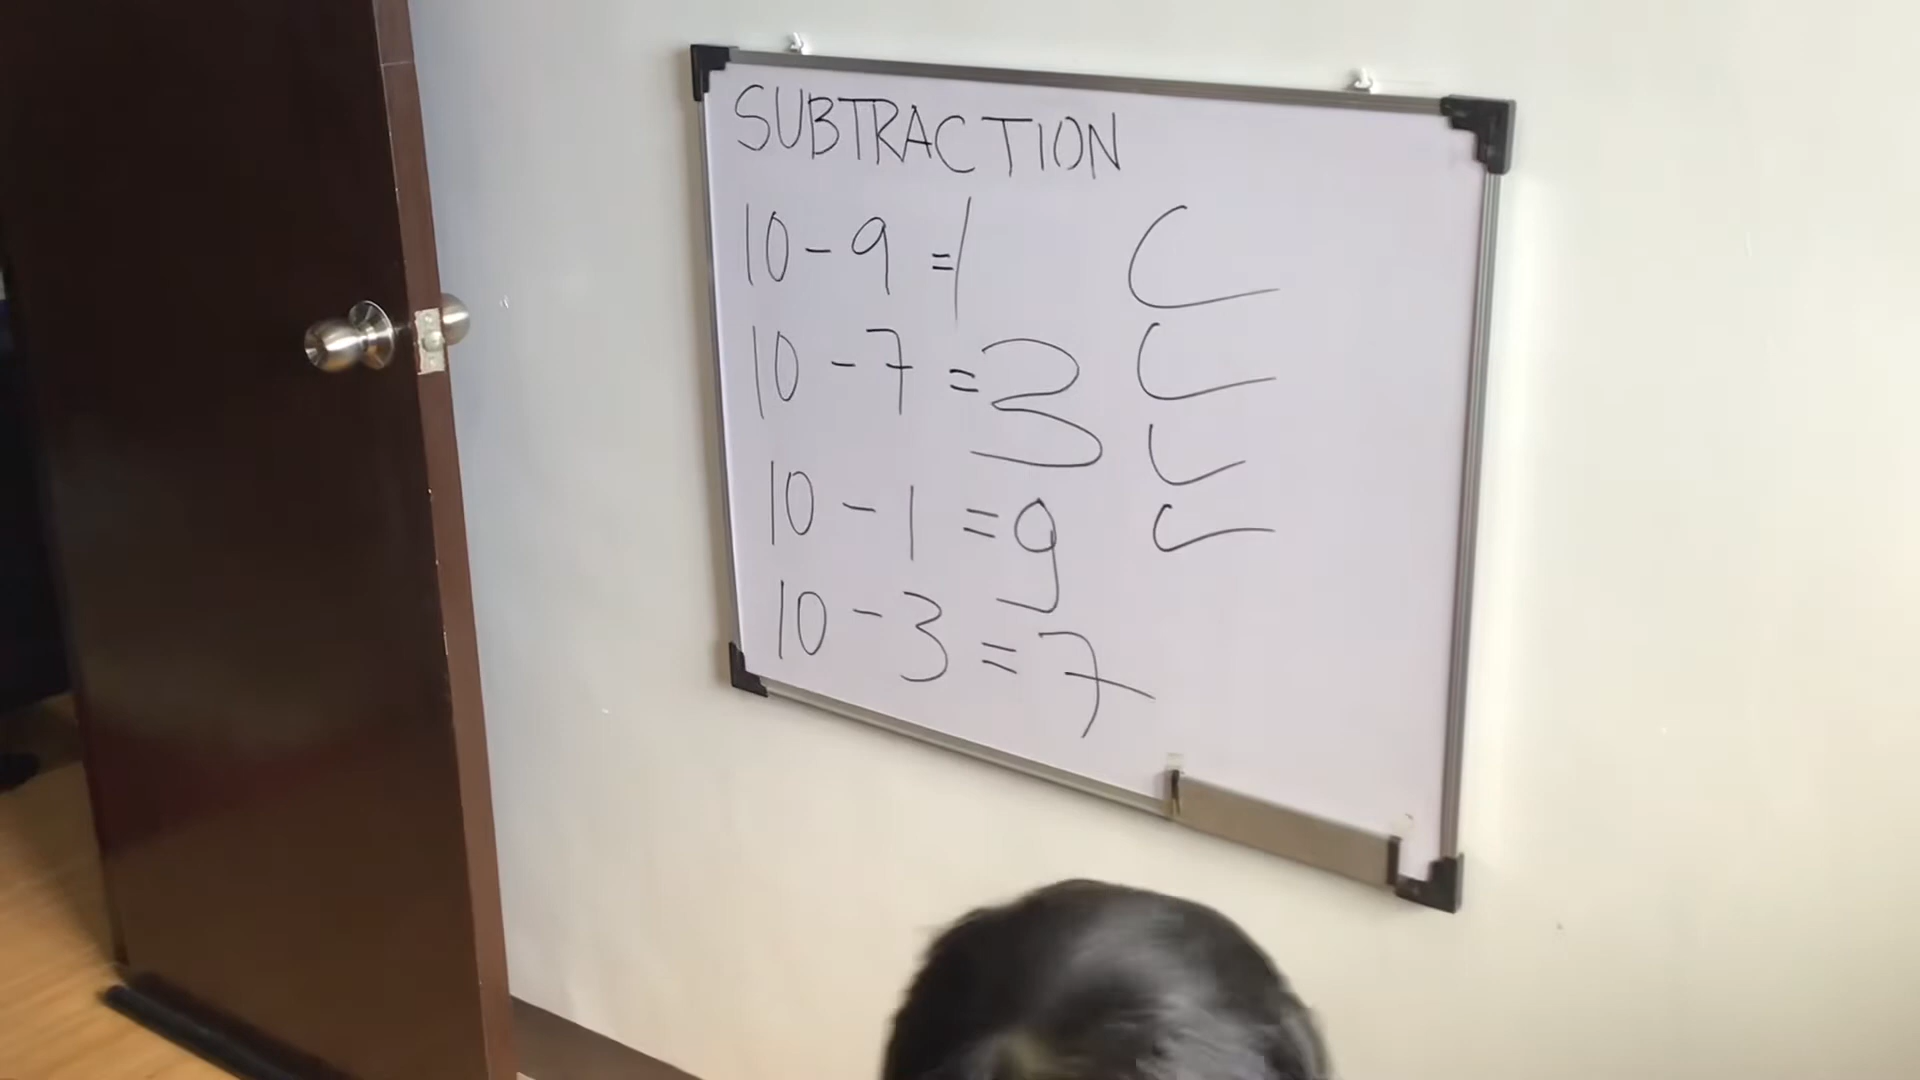 SUBTRACTION
10 - 9 = 1
10 - 7 = 3
10 - 1 = 9
10 - 3 = 7